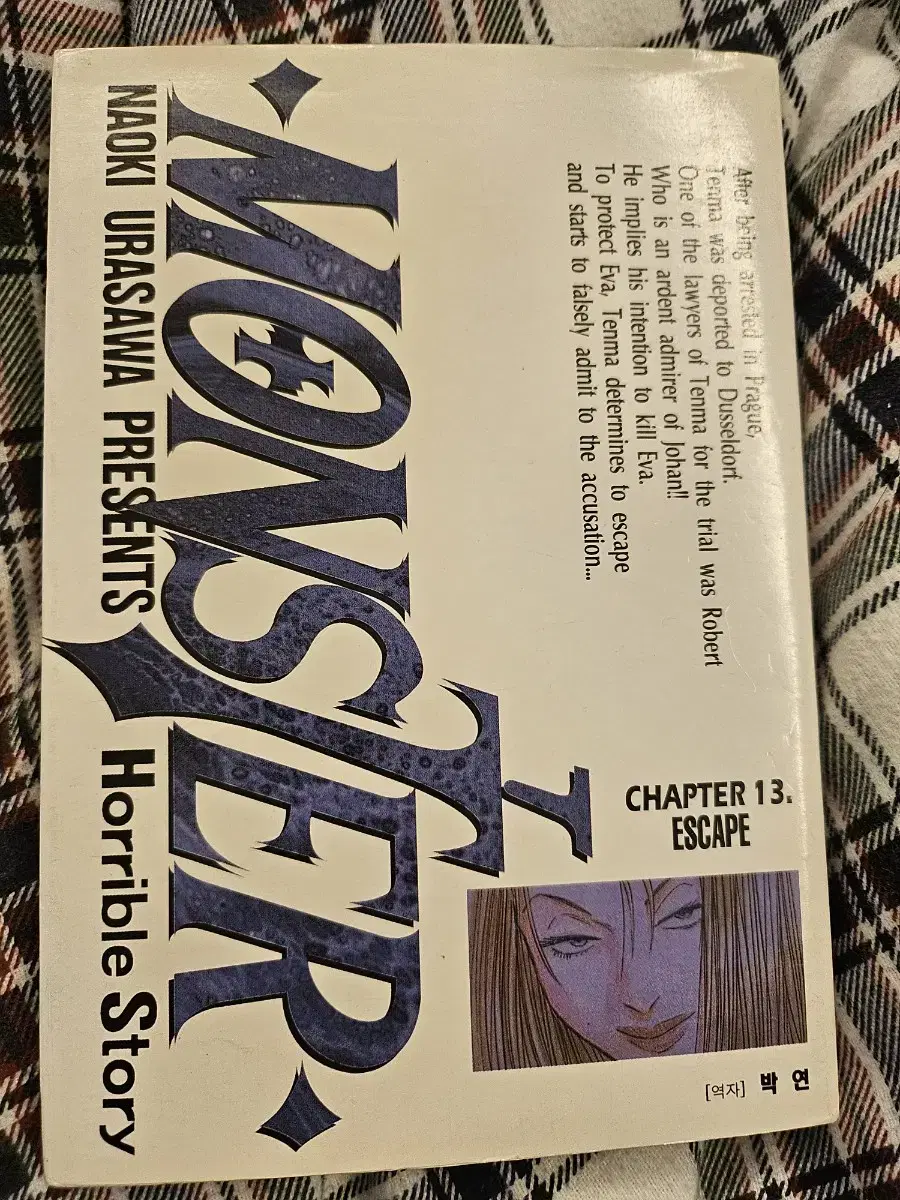 After being arrested in Prague,
Tenma was deported to Dusseldorf.
One of the lawyers of Tenma for the trial was Robert
Who is an ardent admirer of Johan!!
He implies his intention to kill Eva.
To protect Eva, Tenma determines to escape
and starts to falsely admit to the accusation...
CHAPTER 13.
ESCAPE
MONSTER
NAOKI URASAWA PRESENTS
Horrible Story
[역자] 박 연